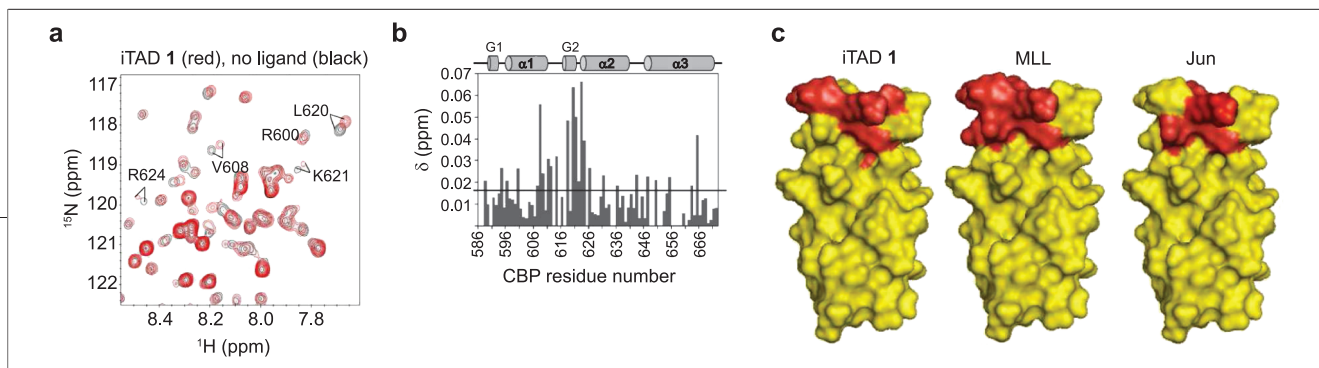 a
iTAD 1 (red), no ligand (black)
117
118
119
120
121
122
15N (ppm)
8.4 8.2 8.0 7.8
1H (ppm)
L620
R600
V608
K621
R624
b
G1 G2
α1 α2 α3
0.07
0.06
0.05
0.04
0.03
0.02
0.01
δ (ppm)
586 596 606 616 626 636 646 656 666
CBP residue number
c
iTAD 1 MLL Jun